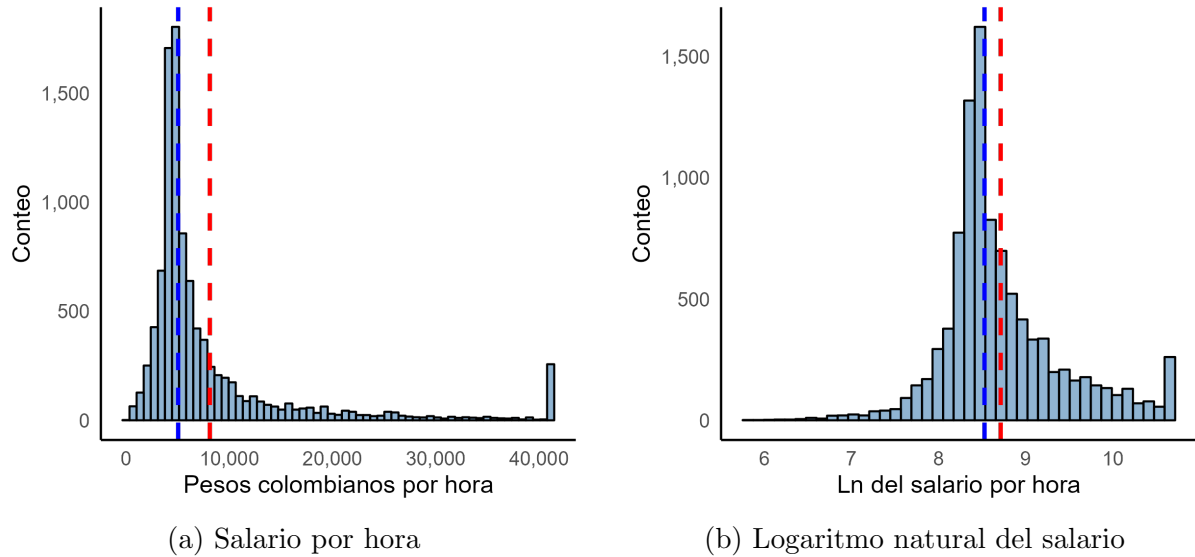 1,500
1,000
500
0
Conteo
0 10,000 20,000 30,000 40,000
Pesos colombianos por hora
(a) Salario por hora
1,500
1,000
500
0
Conteo
6 7 8 9 10
Ln del salario por hora
(b) Logaritmo natural del salario